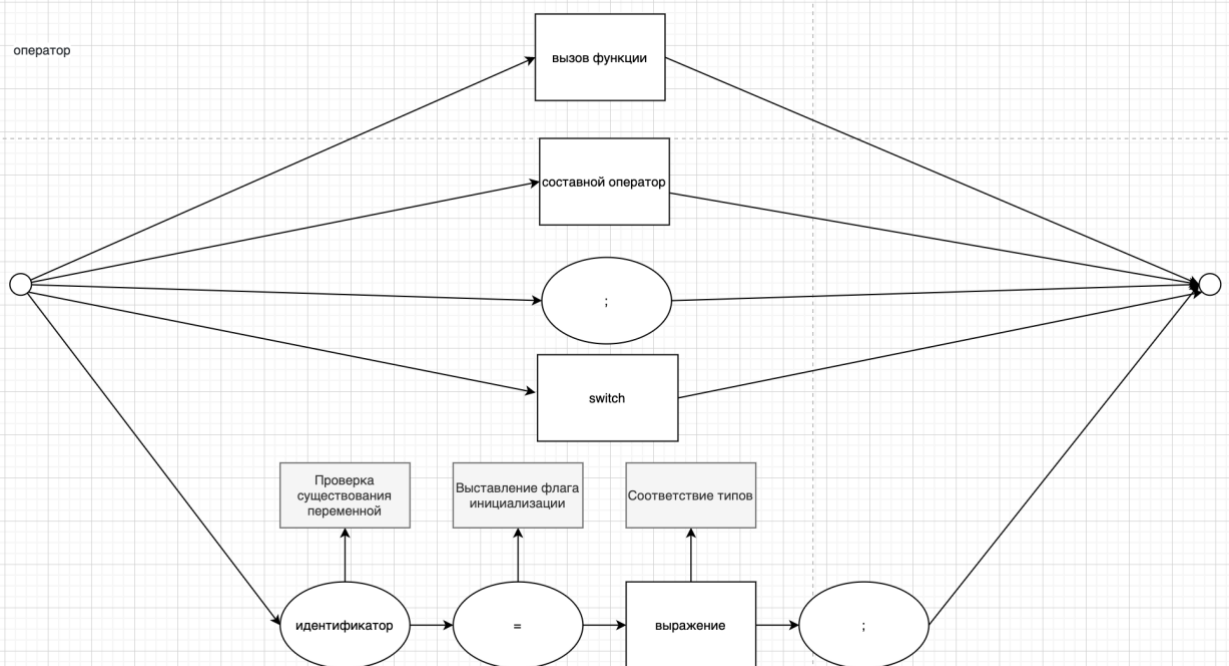 оператор
вызов функции
составной оператор
;
switch
Проверка
существования
переменной
Выставление флага
инициализации
Соответствие типов
идентификатор
=
выражение
;